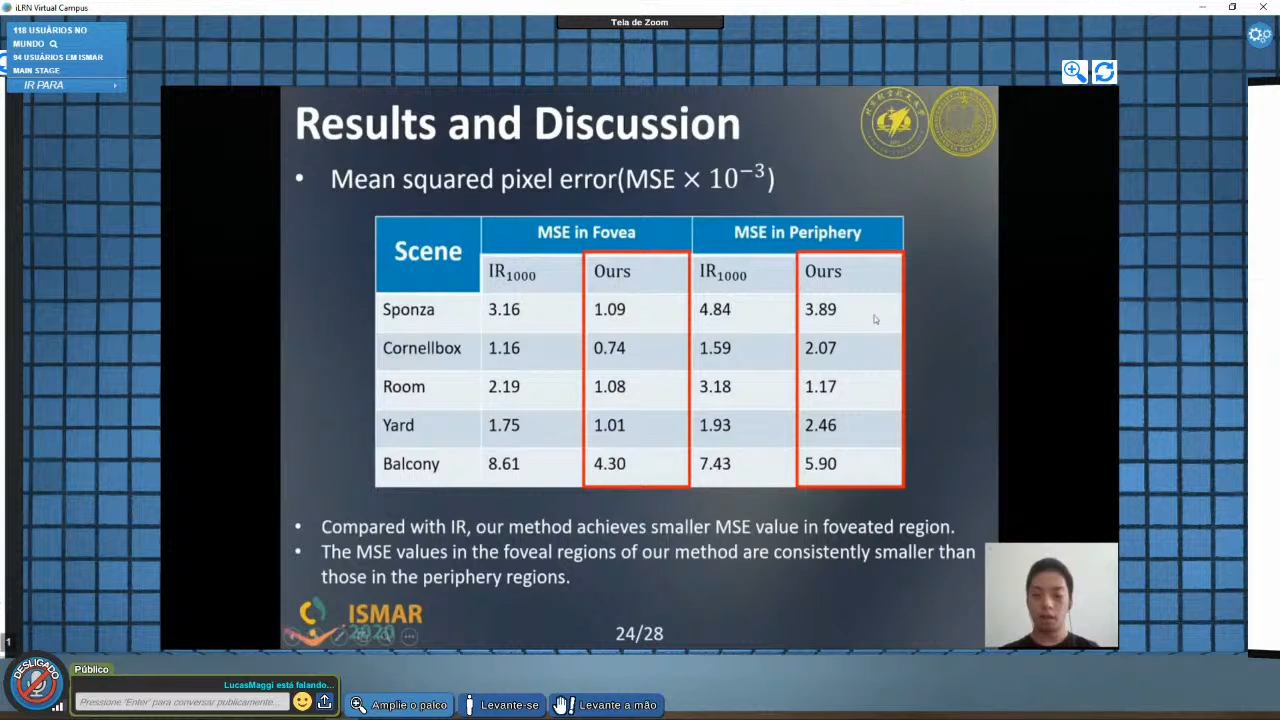 iLRN Virtual Campus
Tela de Zoom
118 USUÁRIOS NO
MUNDO
94 USUÁRIOS EM ISMAR
MAIN STAGE
IR PARA
Results and Discussion
• Mean squared pixel error(MSE × 10⁻³)
Scene MSE in Fovea MSE in Periphery
IR₁₀₀₀ Ours IR₁₀₀₀ Ours
Sponza 3.16 1.09 4.84 3.89
Cornellbox 1.16 0.74 1.59 2.07
Room 2.19 1.08 3.18 1.17
Yard 1.75 1.01 1.93 2.46
Balcony 8.61 4.30 7.43 5.90
• Compared with IR, our method achieves smaller MSE value in foveated region.
• The MSE values in the foveal regions of our method are consistently smaller than
those in the periphery regions.
ISMAR
2020
24/28
1
DESLIGADO
Público
LucasMaggi está falando...
Pressione 'Enter' para conversar publicamente...
Amplie o palco
Levante-se
Levante a mão